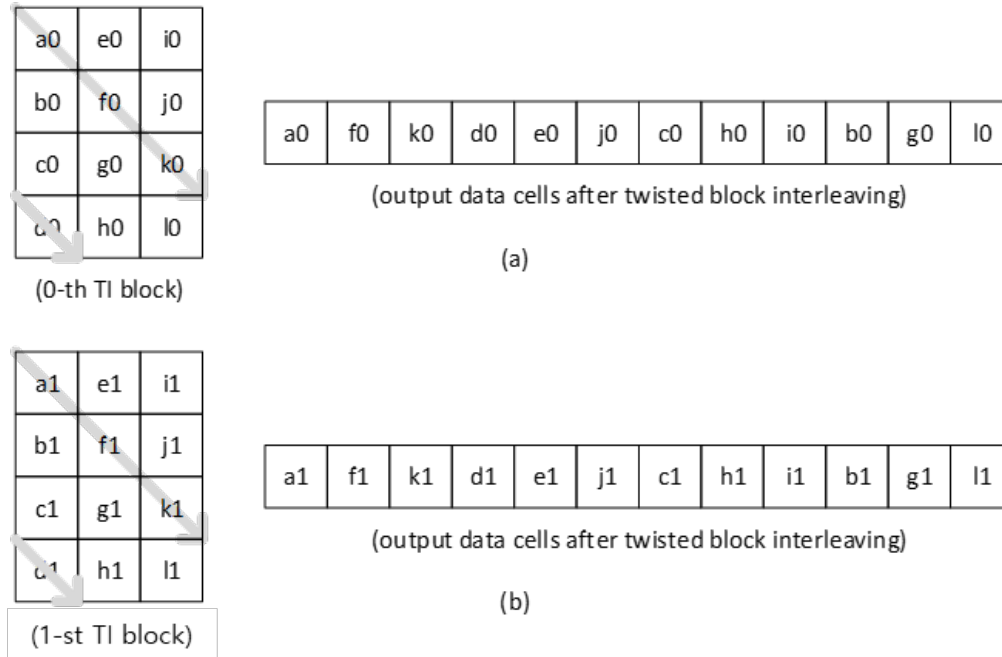 a0 e0 i0
b0 f0 j0
c0 g0 k0
d0 h0 l0
(0-th TI block)
a0 f0 k0 d0 e0 j0 c0 h0 i0 b0 g0 l0
(output data cells after twisted block interleaving)
(a)
a1 e1 i1
b1 f1 j1
c1 g1 k1
d1 h1 l1
(1-st TI block)
a1 f1 k1 d1 e1 j1 c1 h1 i1 b1 g1 l1
(output data cells after twisted block interleaving)
(b)